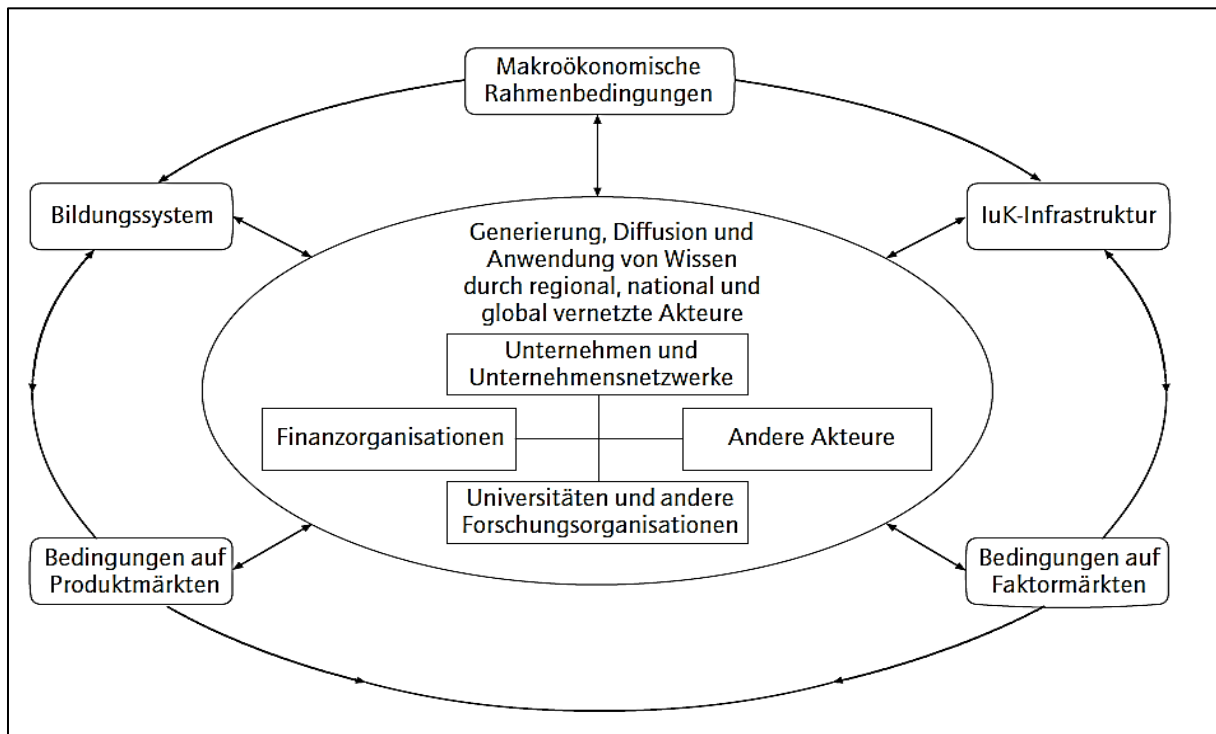 Makroökonomische
Rahmenbedingungen
Bildungssystem
IuK-Infrastruktur
Generierung, Diffusion und
Anwendung von Wissen
durch regional, national und
global vernetzte Akteure
Unternehmen und
Unternehmensnetzwerke
Finanzorganisationen
Andere Akteure
Universitäten und andere
Forschungsorganisationen
Bedingungen auf
Produktmärkten
Bedingungen auf
Faktormärkten